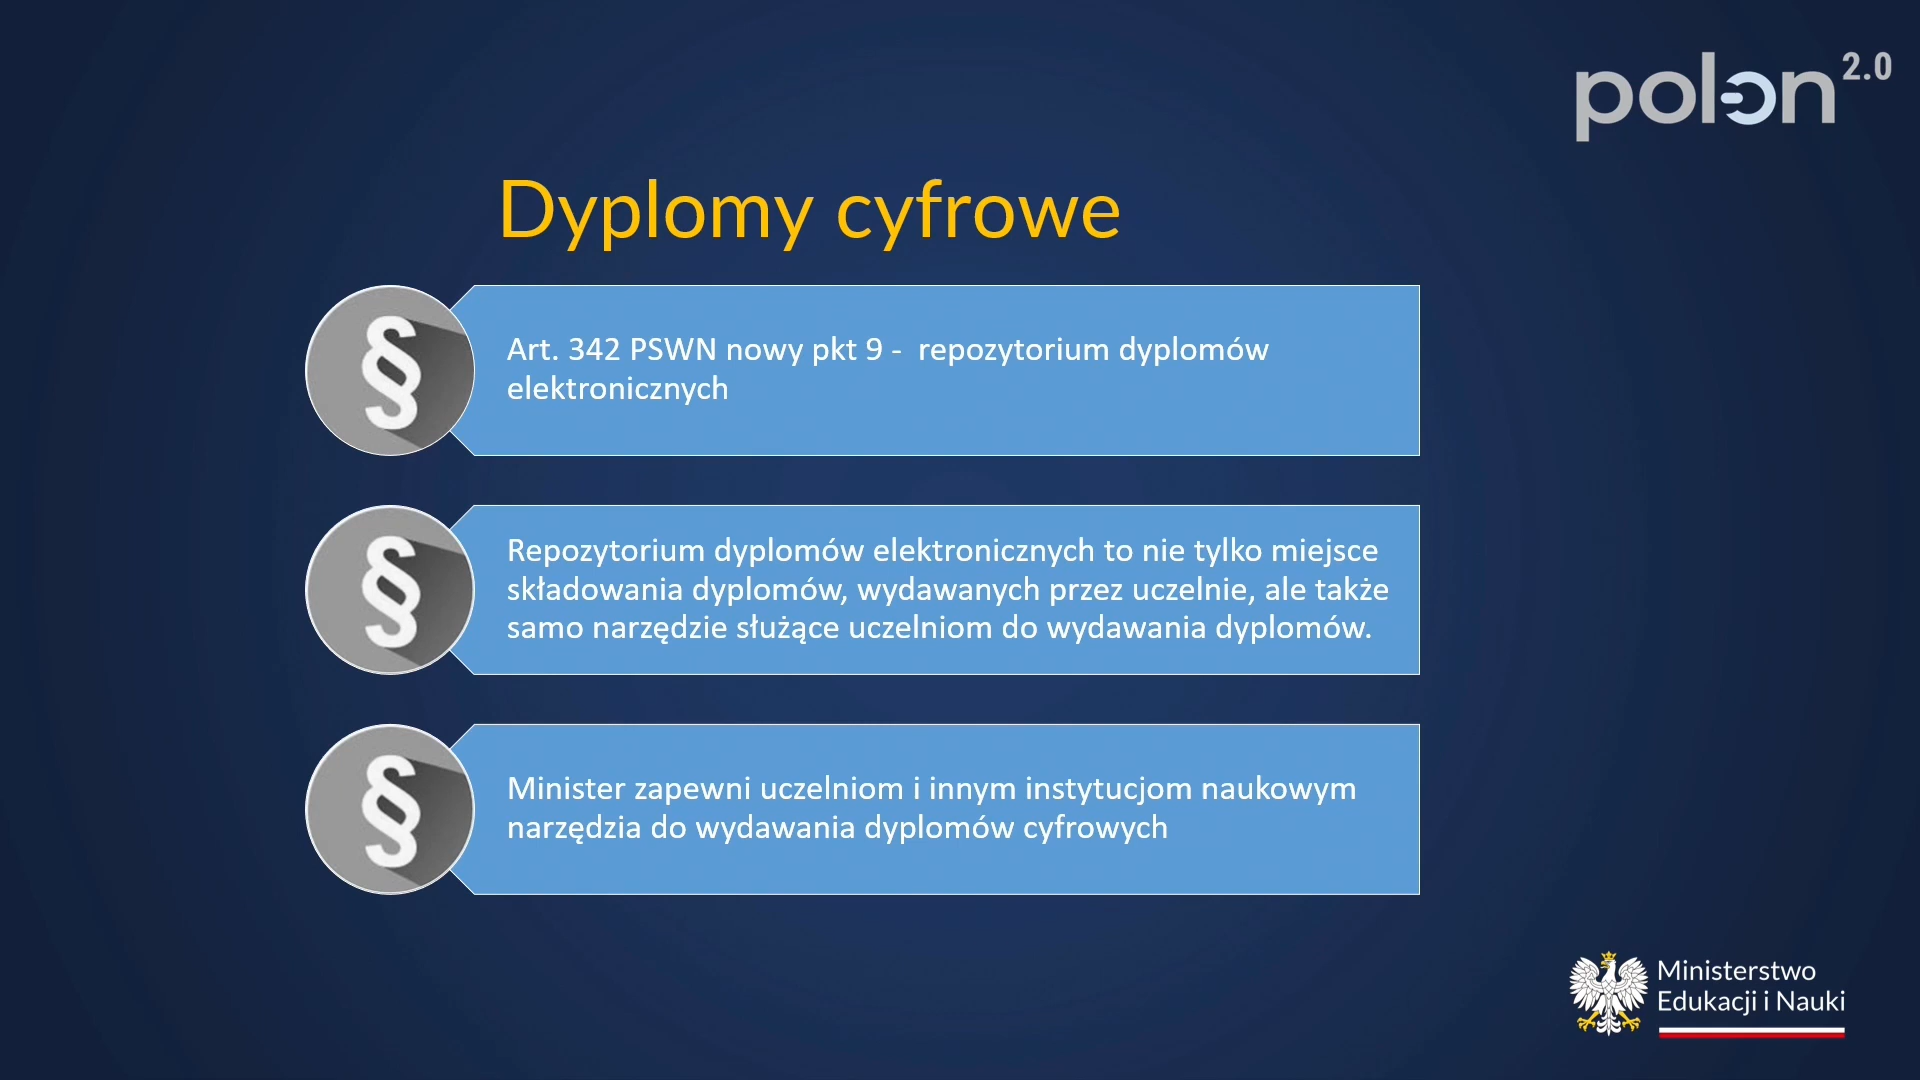 polon 2.0
Dyplomy cyfrowe
§
Art. 342 PSWN nowy pkt 9 -  repozytorium dyplomów
elektronicznych
§
Repozytorium dyplomów elektronicznych to nie tylko miejsce
składowania dyplomów, wydawanych przez uczelnie, ale także
samo narzędzie służące uczelniom do wydawania dyplomów.
§
Minister zapewni uczelniom i innym instytucjom naukowym
narzędzia do wydawania dyplomów cyfrowych
Ministerstwo
Edukacji i Nauki